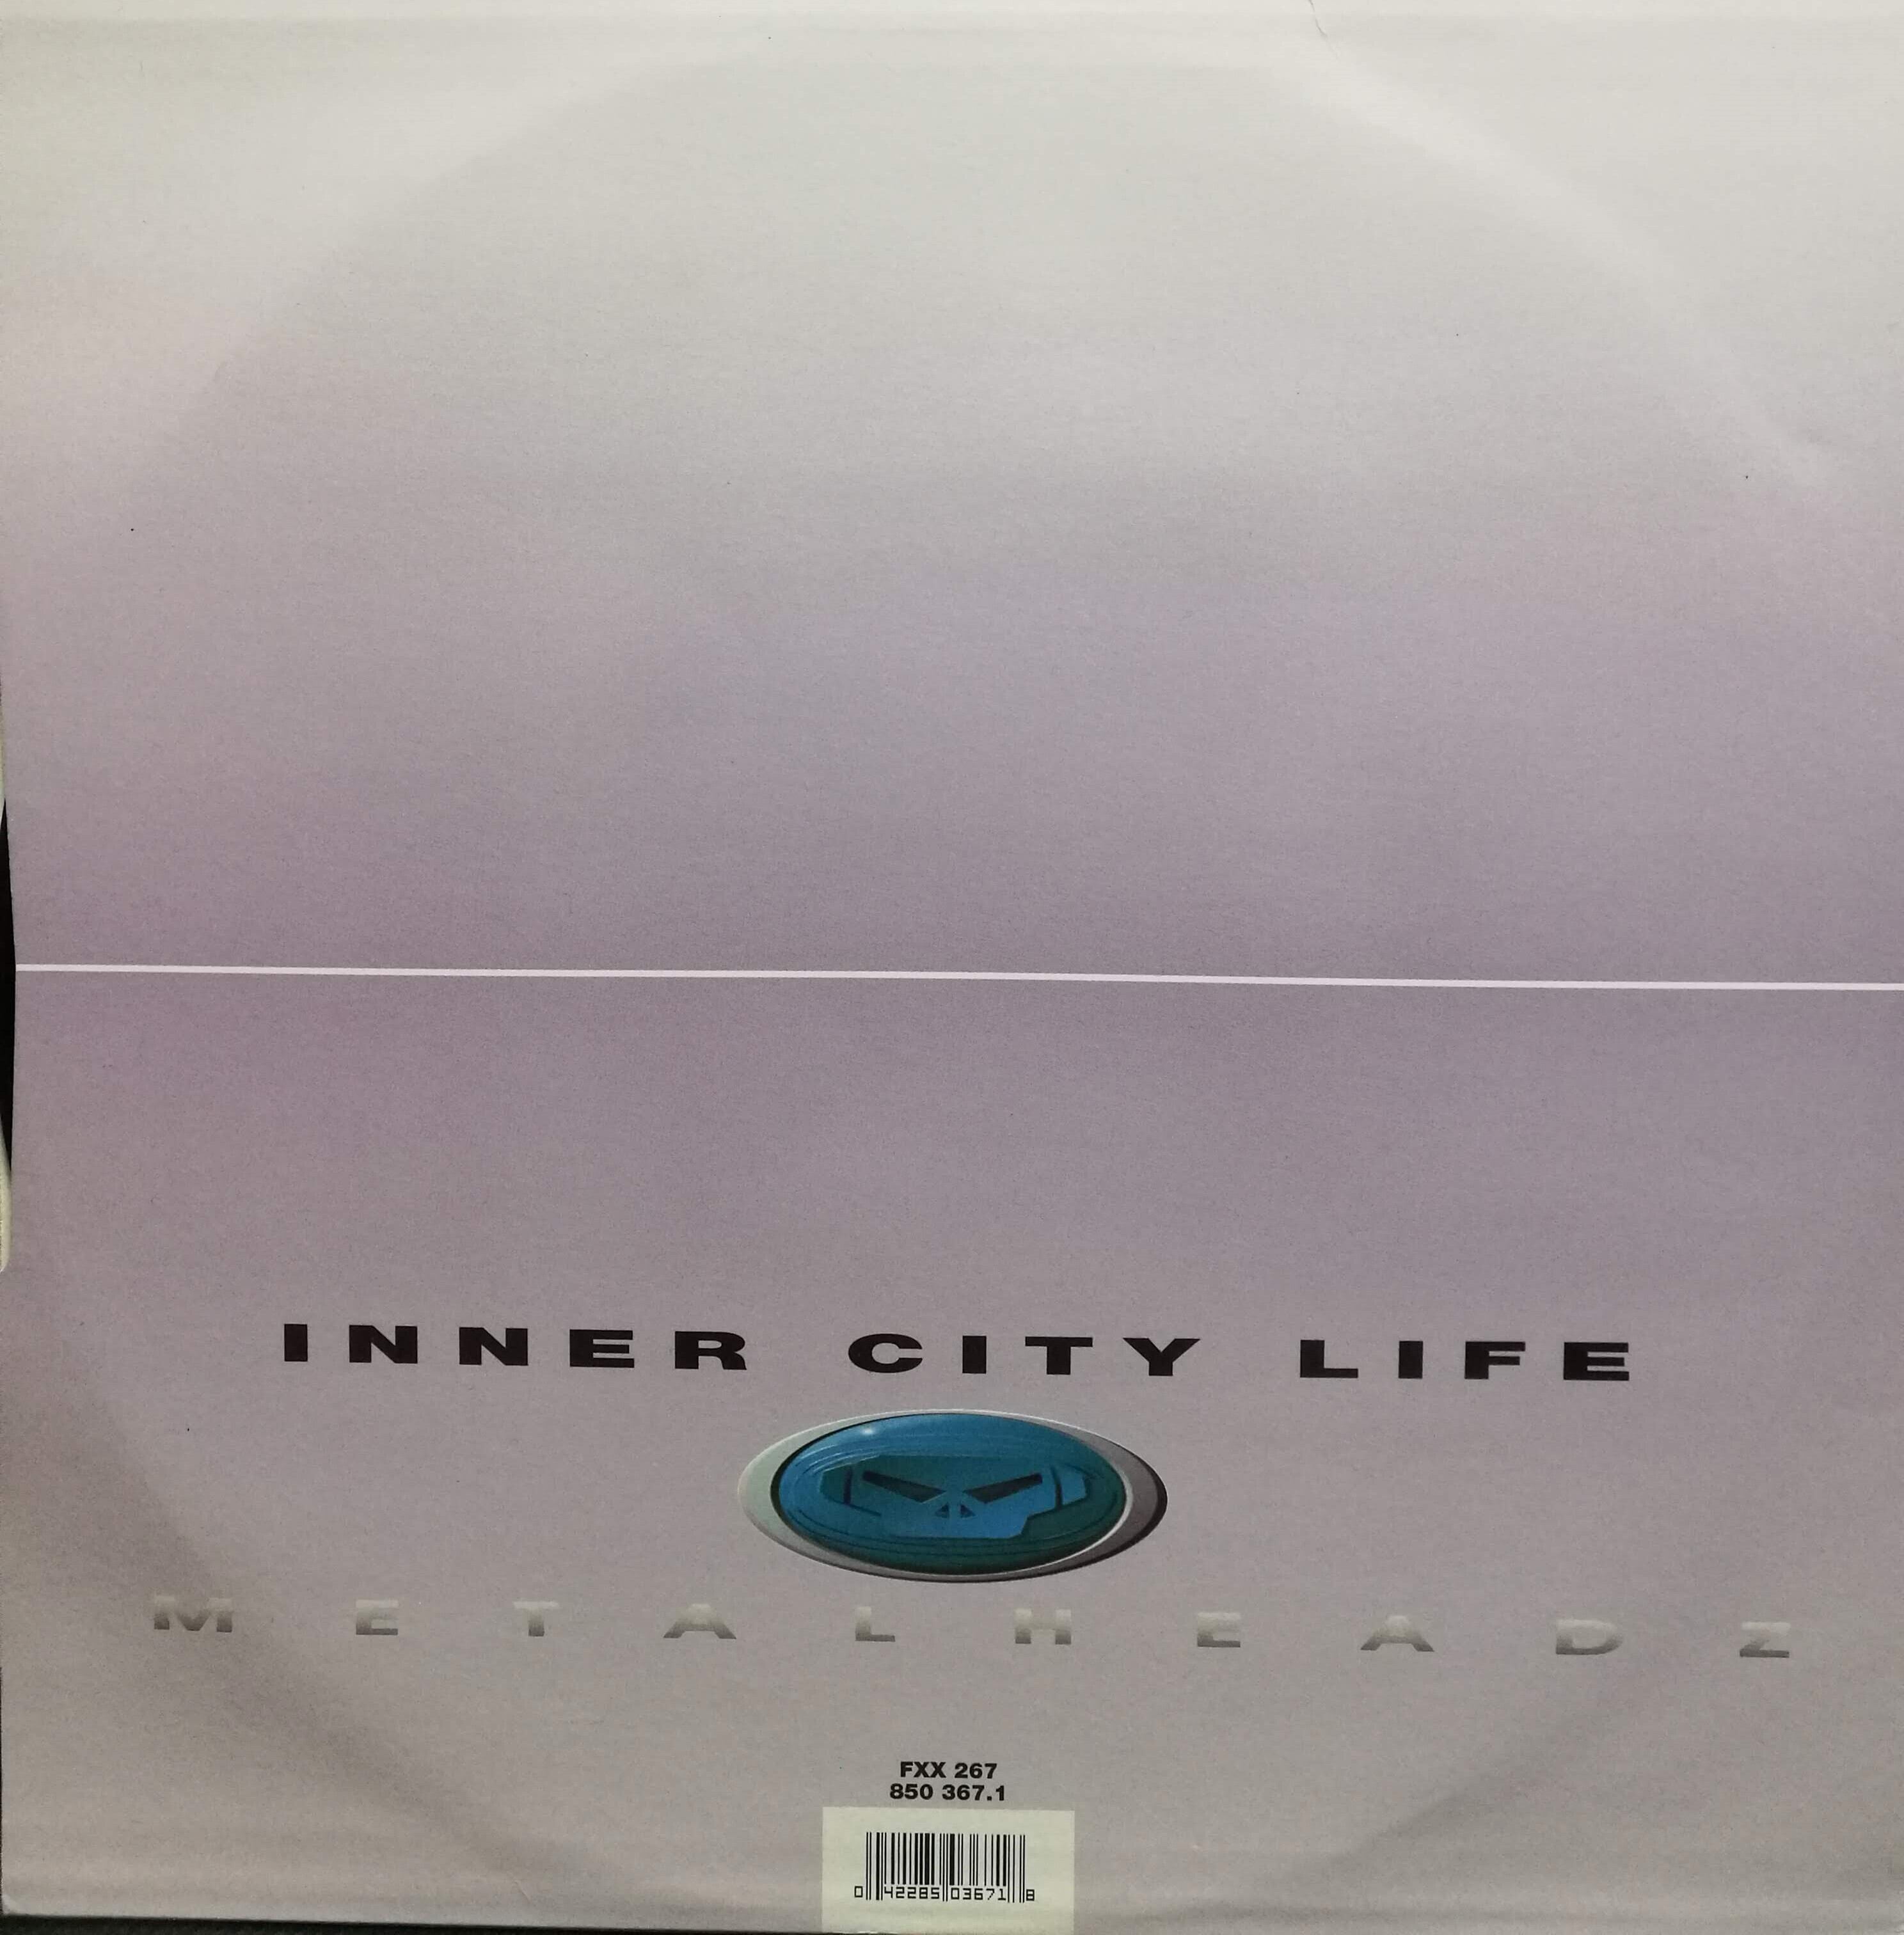 INNER CITY LIFE
METALHEADZ
FXX 267
850 367.1
0 42285 03671 8